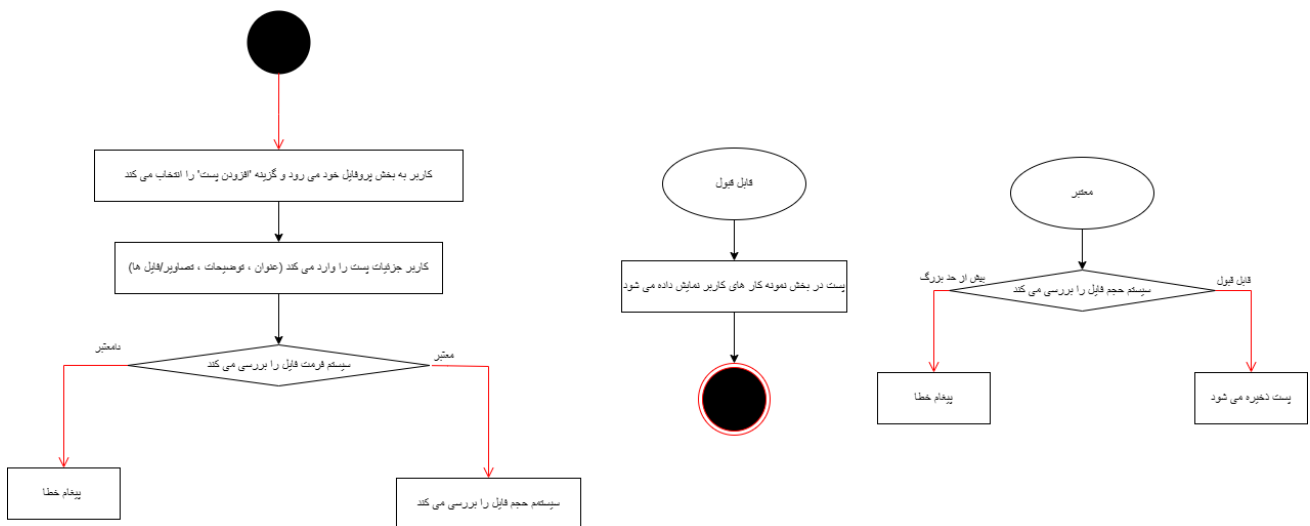 کاربر به بخش پروفایل خود می رود و گزینه "افزودن پست" را انتخاب می کند
کاربر جزئیات پست را وارد می کند (عنوان ، توضیحات ، تصاویر/فایل ها)
نامعتبر
معتبر
سیستم فرمت فایل را بررسی می کند
پیغام خطا
سیستمم حجم فایل را بررسی می کند
قابل قبول
پست در بخش نمونه کار های کاربر نمایش داده می شود
معتبر
بیش از حد بزرگ
قابل قبول
سیستم حجم فایل را بررسی می کند
پیغام خطا
پست ذخیره می شود